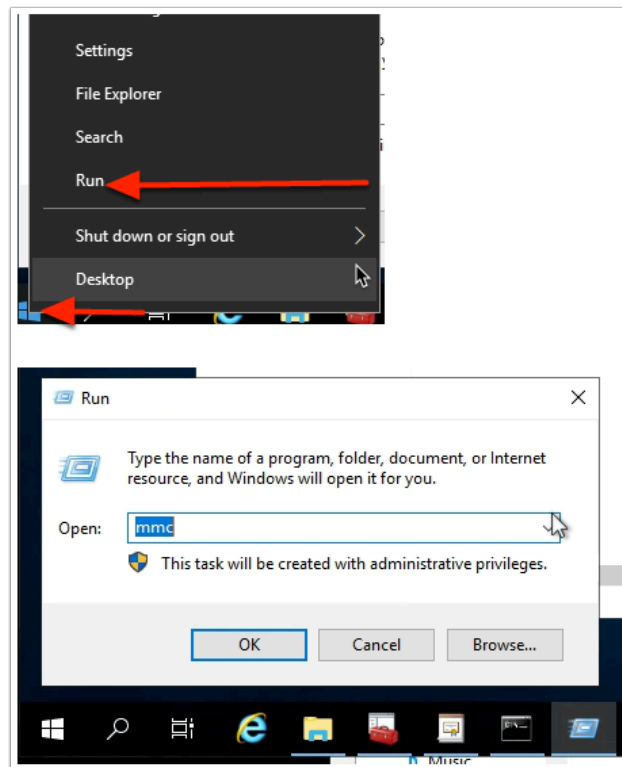 Settings
File Explorer
Search
Run
Shut down or sign out
Desktop
Run
Type the name of a program, folder, document, or Internet
resource, and Windows will open it for you.
Open:
mmc
This task will be created with administrative privileges.
OK
Cancel
Browse...
Music